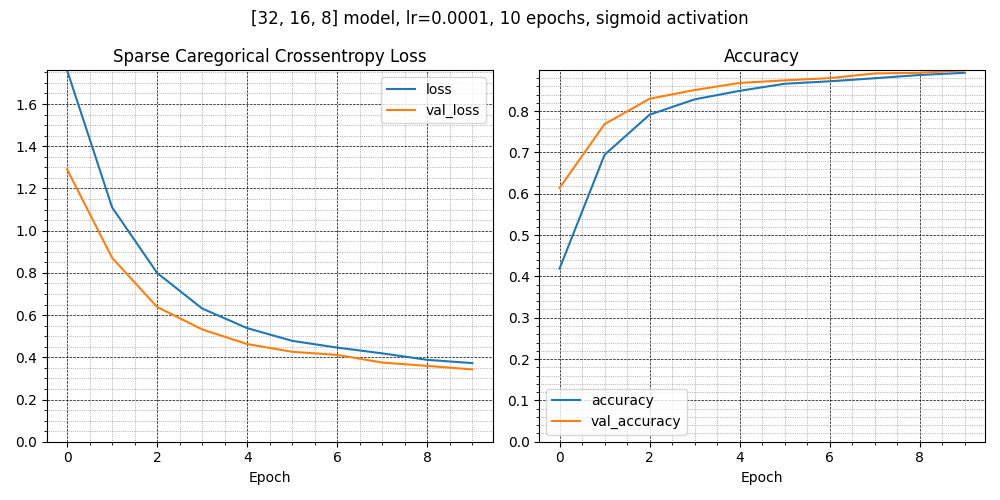 [32, 16, 8] model, lr=0.0001, 10 epochs, sigmoid activation
Sparse Caregorical Crossentropy Loss
loss
val_loss
1.6
1.4
1.2
1.0
0.8
0.6
0.4
0.2
0.0
0 2 4 6 8
Epoch
Accuracy
0.8
0.7
0.6
0.5
0.4
0.3
0.2
0.1
0.0
accuracy
val_accuracy
0 2 4 6 8
Epoch